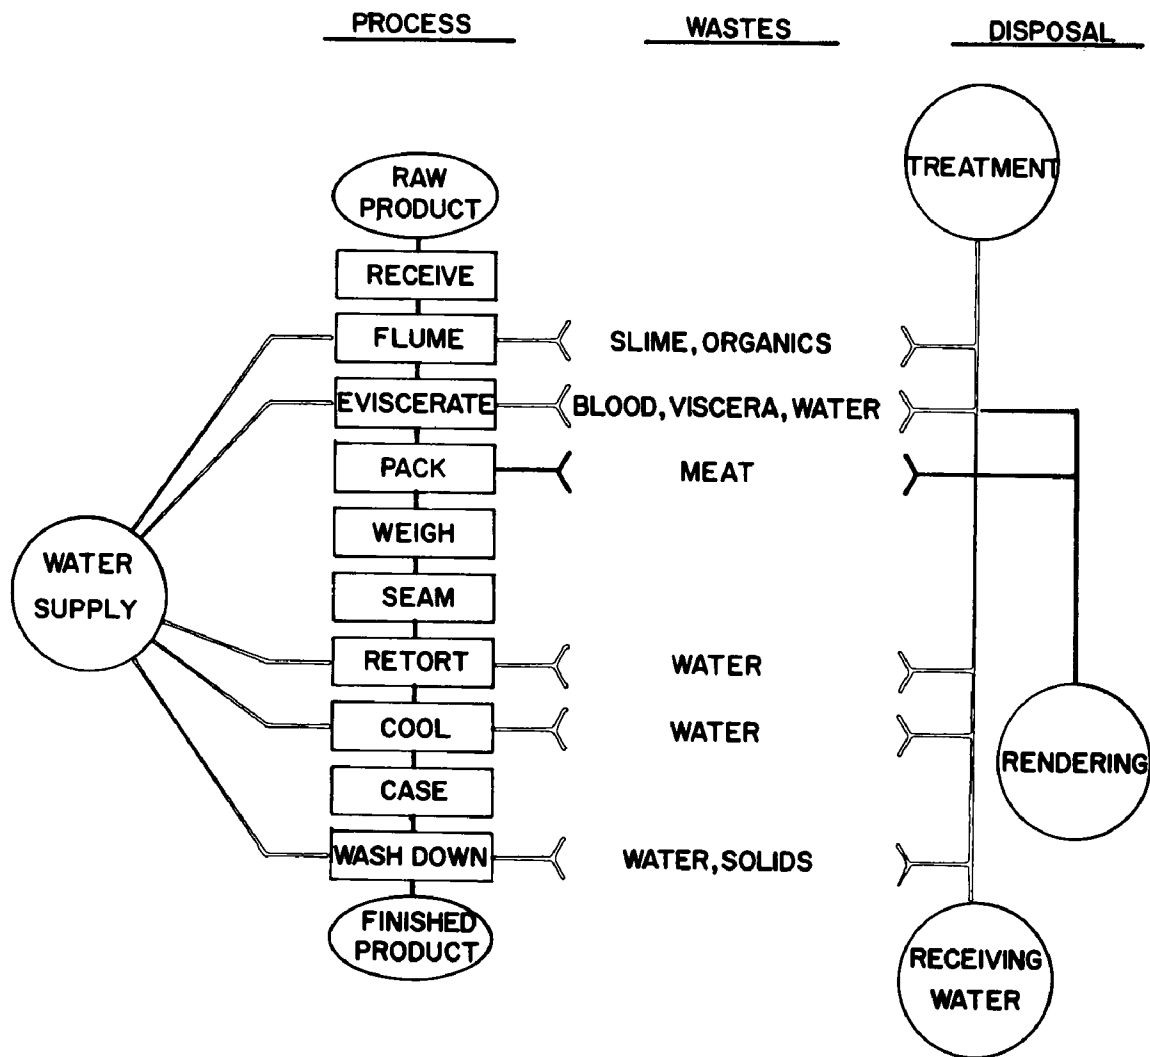 PROCESS
WASTES
DISPOSAL
TREATMENT
RAW
PRODUCT
RECEIVE
FLUME
SLIME, ORGANICS
EVISCERATE
BLOOD, VISCERA, WATER
PACK
MEAT
WEIGH
WATER
SUPPLY
SEAM
RETORT
WATER
COOL
WATER
RENDERING
CASE
WASH DOWN
WATER, SOLIDS
FINISHED
PRODUCT
RECEIVING
WATER